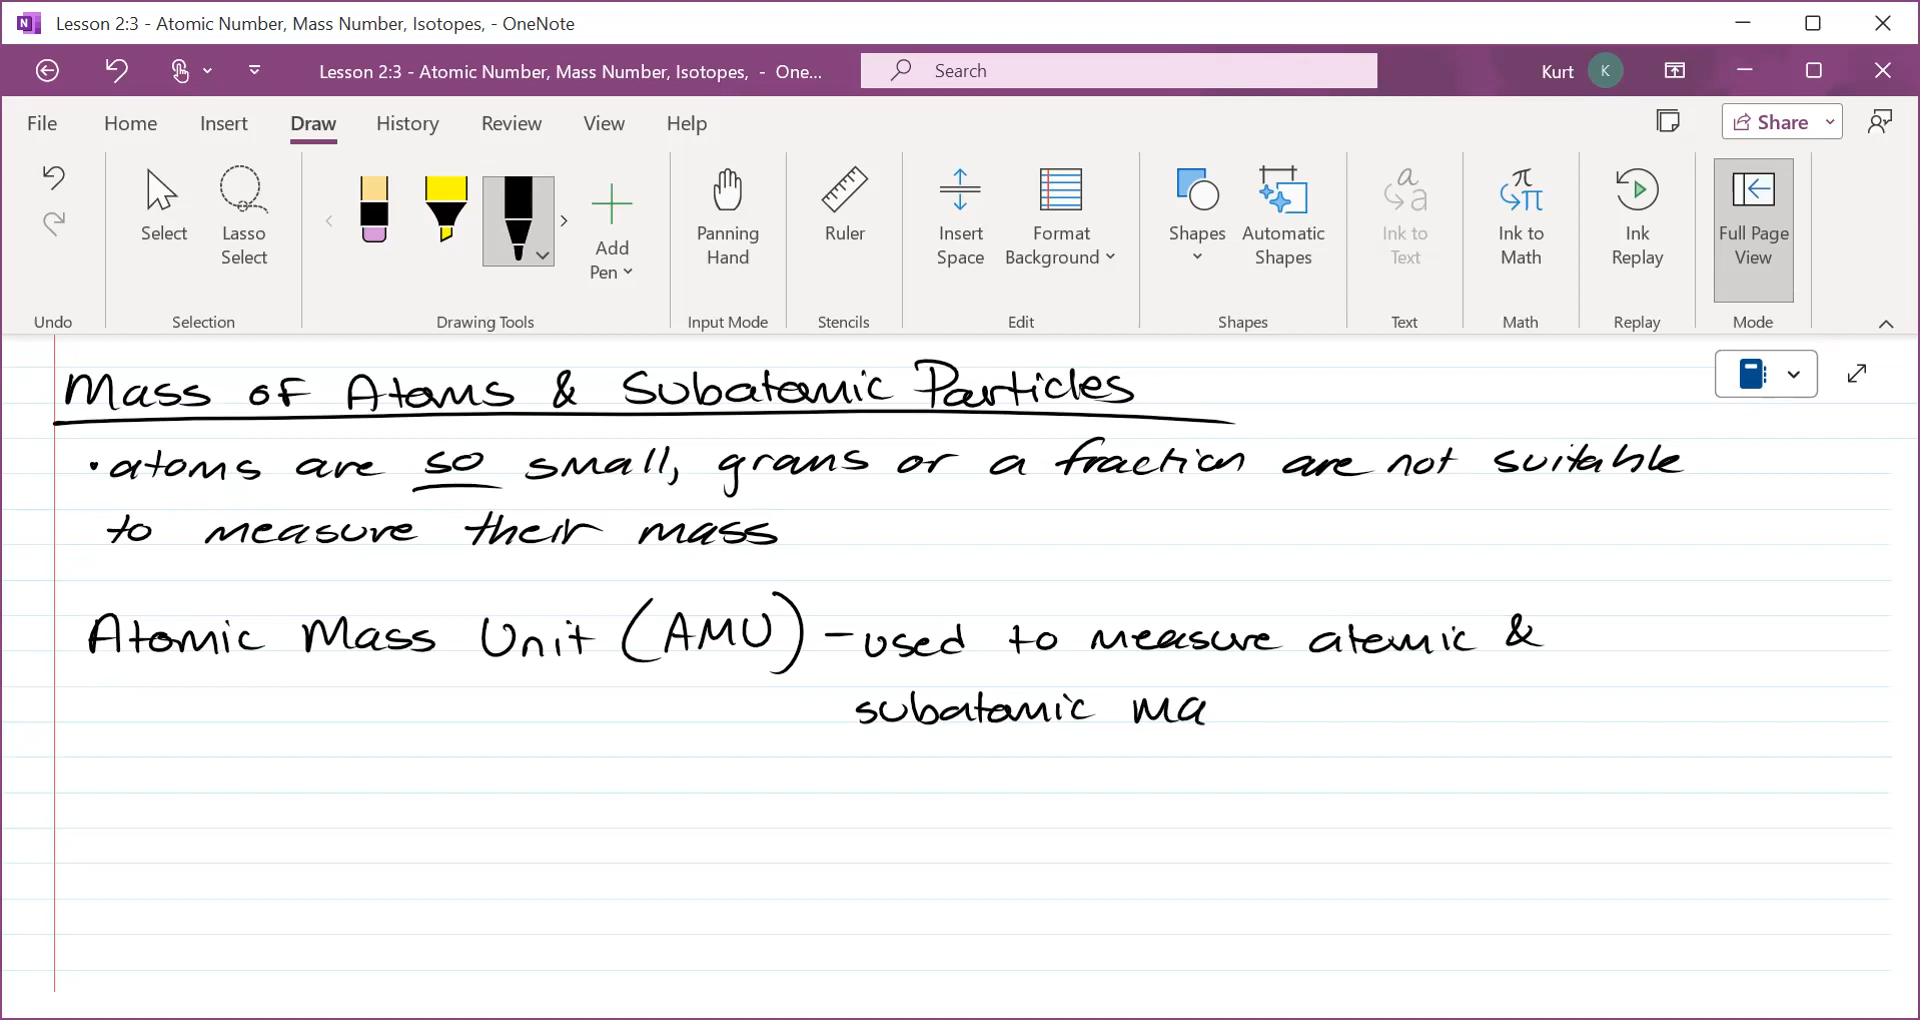 Lesson 2:3 - Atomic Number, Mass Number, Isotopes, - OneNote
Lesson 2:3 - Atomic Number, Mass Number, Isotopes, - One...
Search
Kurt K
File Home Insert Draw History Review View Help
Share
Select
Lasso Select
Add Pen
Panning Hand
Ruler
Insert Space
Format Background
Shapes
Automatic Shapes
Ink to Text
Ink to Math
Ink Replay
Full Page View
Undo Selection Drawing Tools Input Mode Stencils Edit Shapes Text Math Replay Mode
Mass of Atoms & Subatomic Particles
• atoms are so small, grams or a fraction are not suitable
to measure their mass
Atomic Mass Unit (AMU) - used to measure atomic &
subatomic ma